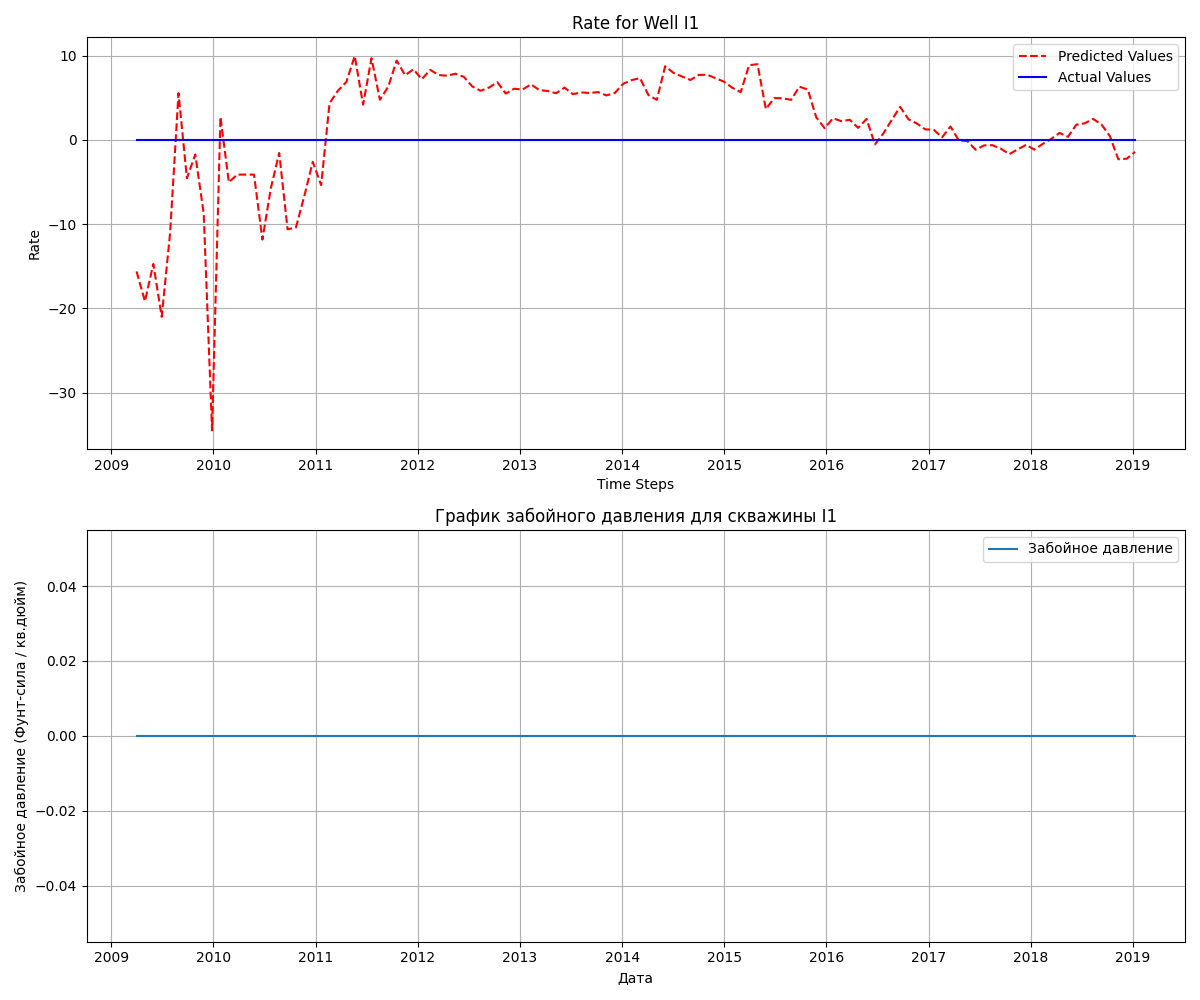 Rate for Well I1
Predicted Values
Actual Values
10
0
−10
−20
−30
Rate
2009 2010 2011 2012 2013 2014 2015 2016 2017 2018 2019
Time Steps
График забойного давления для скважины I1
Забойное давление
0.04
0.02
0.00
−0.02
−0.04
Забойное давление (Фунт-сила / кв.дюйм)
2009 2010 2011 2012 2013 2014 2015 2016 2017 2018 2019
Дата